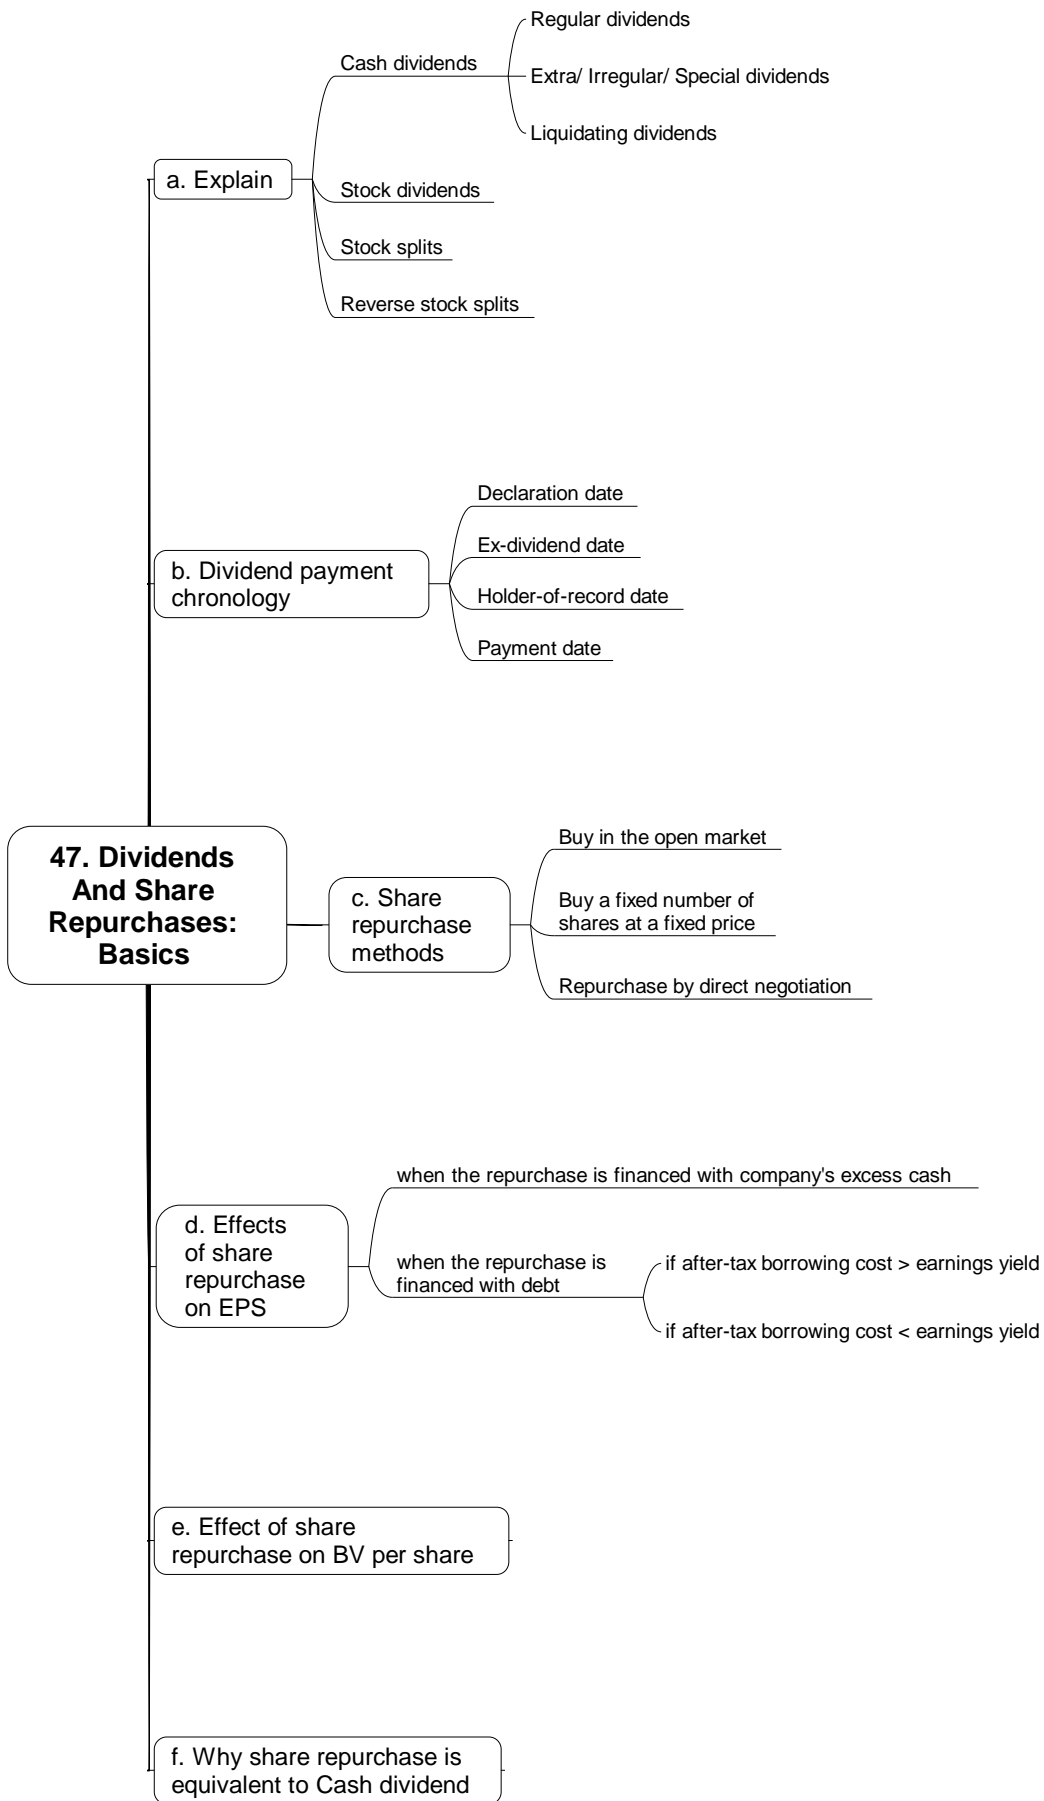 a. Explain
Cash dividends
Regular dividends
Extra/ Irregular/ Special dividends
Liquidating dividends
Stock dividends
Stock splits
Reverse stock splits
b. Dividend payment
chronology
Declaration date
Ex-dividend date
Holder-of-record date
Payment date
47. Dividends
And Share
Repurchases:
Basics
c. Share
repurchase
methods
Buy in the open market
Buy a fixed number of
shares at a fixed price
Repurchase by direct negotiation
d. Effects
of share
repurchase
on EPS
when the repurchase is financed with company's excess cash
when the repurchase is
financed with debt
if after-tax borrowing cost > earnings yield
if after-tax borrowing cost < earnings yield
e. Effect of share
repurchase on BV per share
f. Why share repurchase is
equivalent to Cash dividend